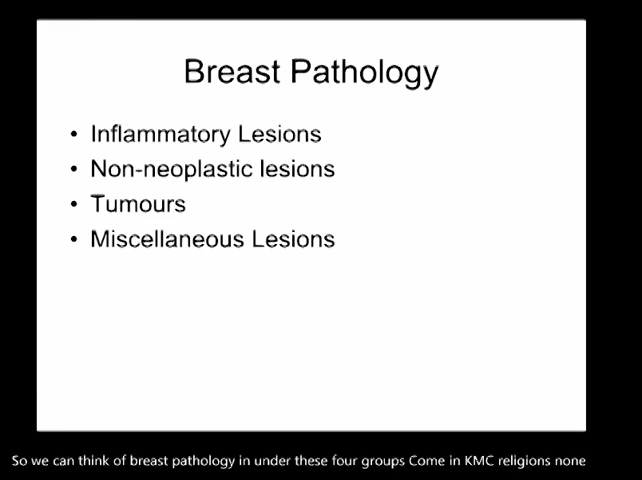 Breast Pathology
• Inflammatory Lesions
• Non-neoplastic lesions
• Tumours
• Miscellaneous Lesions
So we can think of breast pathology in under these four groups Come in KMC religions none